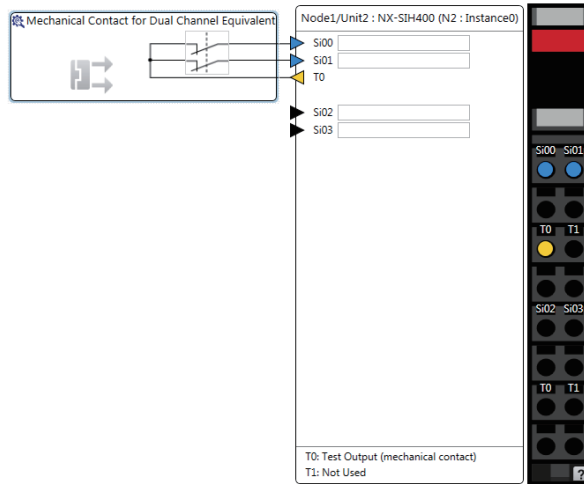 Mechanical Contact for Dual Channel Equivalent
Node1/Unit2 : NX-SIH400 (N2 : Instance0)
Si00
Si01
T0
Si02
Si03
T0: Test Output (mechanical contact)
T1: Not Used
Si00 Si01
T0 T1
Si02 Si03
T0 T1
?